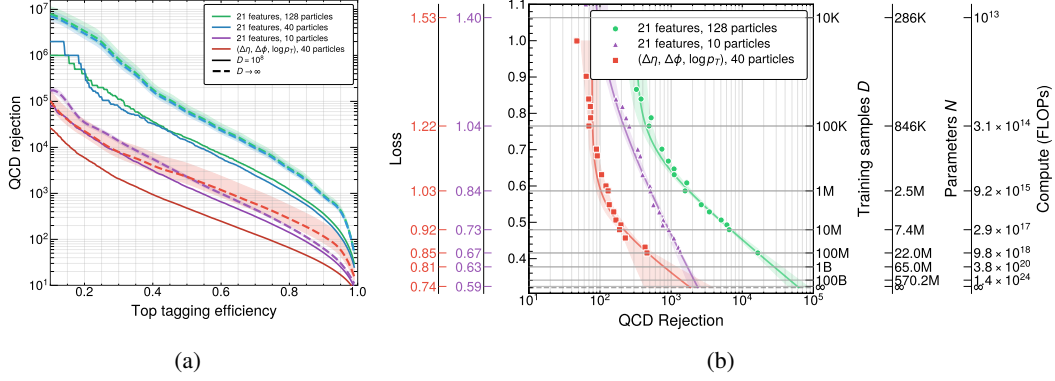 10⁷
10⁶
10⁵
10⁴
10³
10²
10¹
QCD rejection
0.2
0.4
0.6
0.8
1.0
Top tagging efficiency
21 features, 128 particles
21 features, 40 particles
21 features, 10 particles
(Δη, Δϕ, log pT), 40 particles
D = 10⁸
D → ∞
(a)
Loss
1.53
1.22
1.03
0.92
0.85
0.81
0.74
1.40
1.04
0.84
0.73
0.67
0.63
0.59
1.1
1.0
0.9
0.8
0.7
0.6
0.5
0.4
21 features, 128 particles
21 features, 10 particles
(Δη, Δϕ, log pT), 40 particles
10¹
10²
10³
10⁴
10⁵
QCD Rejection
10K
100K
1M
10M
100M
1B
100B
∞
Training samples D
286K
846K
2.5M
7.4M
22.0M
65.0M
570.2M
∞
Parameters N
10¹³
3.1 × 10¹⁴
9.2 × 10¹⁵
2.9 × 10¹⁷
9.8 × 10¹⁸
3.8 × 10²⁰
1.4 × 10²⁴
∞
Compute (FLOPs)
(b)